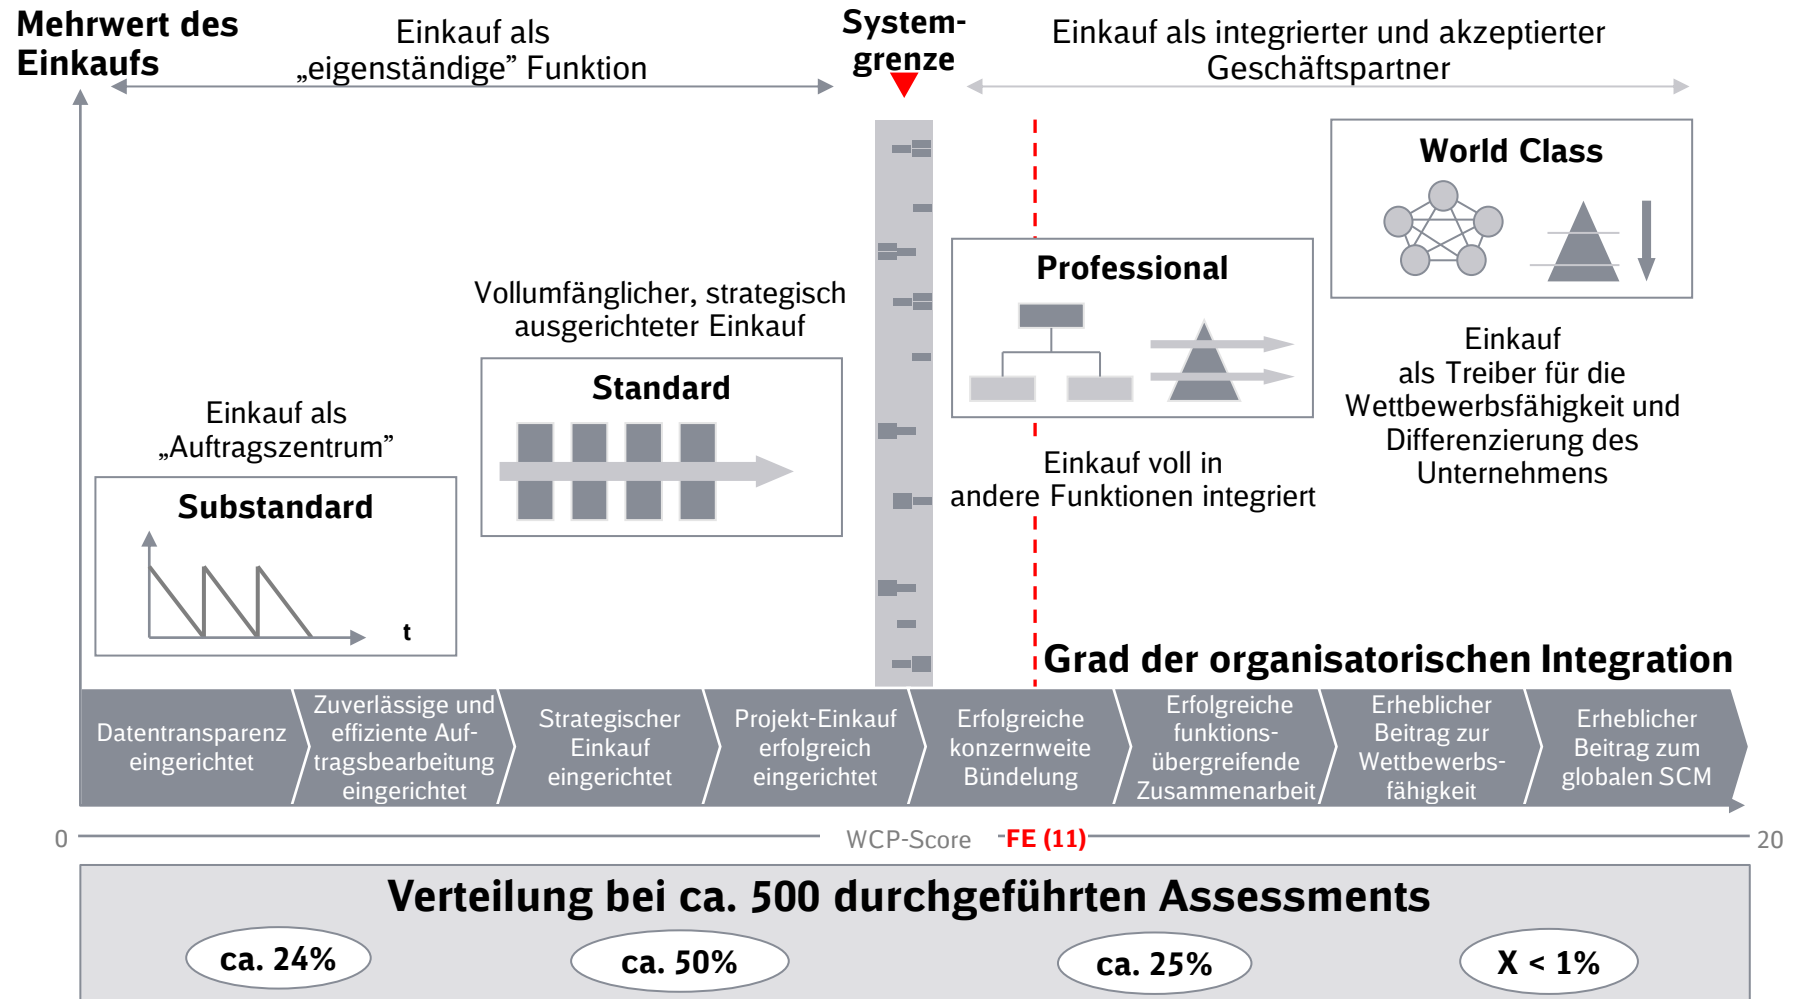 Mehrwert des
Einkaufs
Einkauf als
„eigenständige” Funktion
System-
grenze
Einkauf als integrierter und akzeptierter
Geschäftspartner
World Class
Einkauf
als Treiber für die
Wettbewerbsfähigkeit und
Differenzierung des
Unternehmens
Professional
Einkauf voll in
andere Funktionen integriert
Vollumfänglicher, strategisch
ausgerichteter Einkauf
Standard
Einkauf als
„Auftragszentrum”
Substandard
t
Grad der organisatorischen Integration
Datentransparenz
eingerichtet
Zuverlässige und
effiziente Auf-
tragsbearbeitung
eingerichtet
Strategischer
Einkauf
eingerichtet
Projekt-Einkauf
erfolgreich
eingerichtet
Erfolgreiche
konzernweite
Bündelung
Erfolgreiche
funktions-
übergreifende
Zusammenarbeit
Erheblicher
Beitrag zur
Wettbewerbs-
fähigkeit
Erheblicher
Beitrag zum
globalen SCM
0
WCP-Score
FE (11)
20
Verteilung bei ca. 500 durchgeführten Assessments
ca. 24%
ca. 50%
ca. 25%
X < 1%